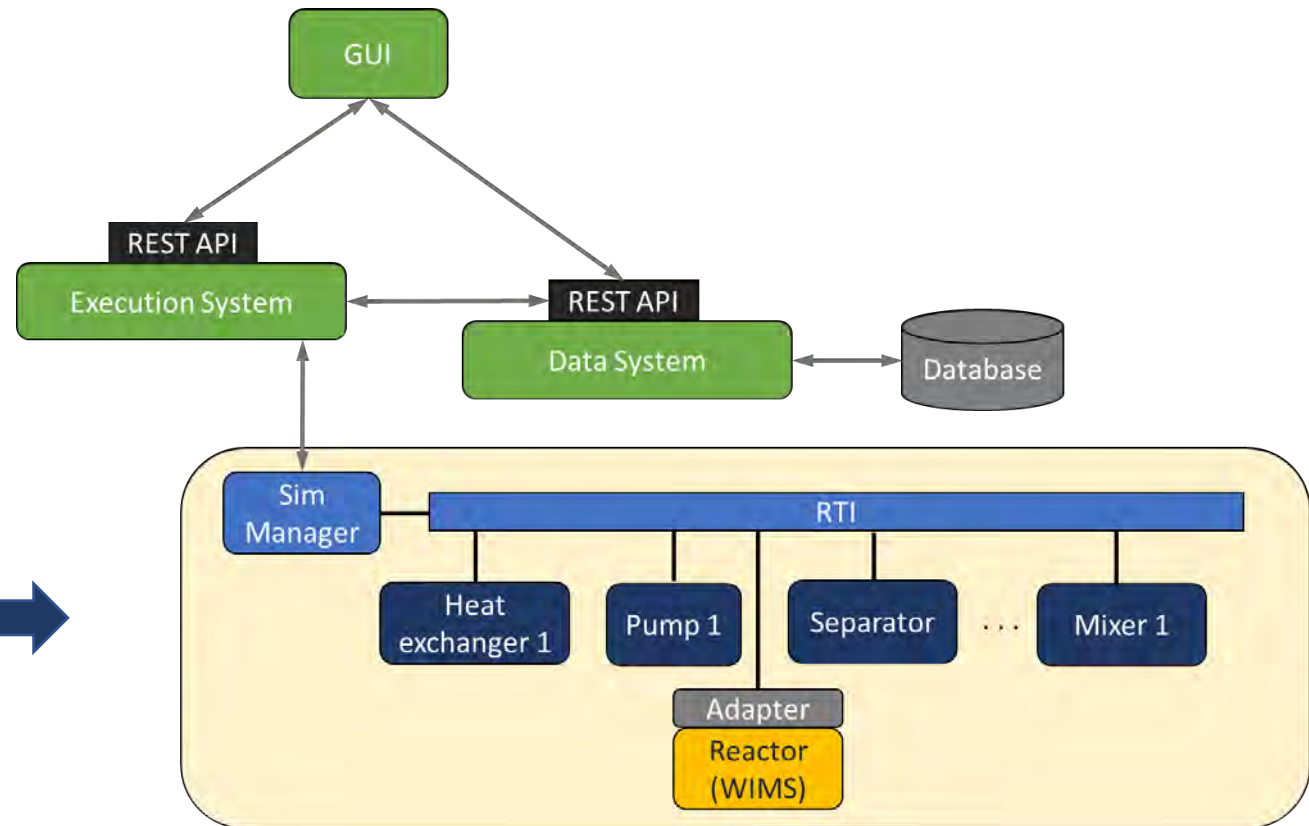 GUI
REST API
Execution System
REST API
Data System
Database
Sim
Manager
RTI
Heat
exchanger 1
Pump 1
Separator
. . .
Mixer 1
Adapter
Reactor
(WIMS)